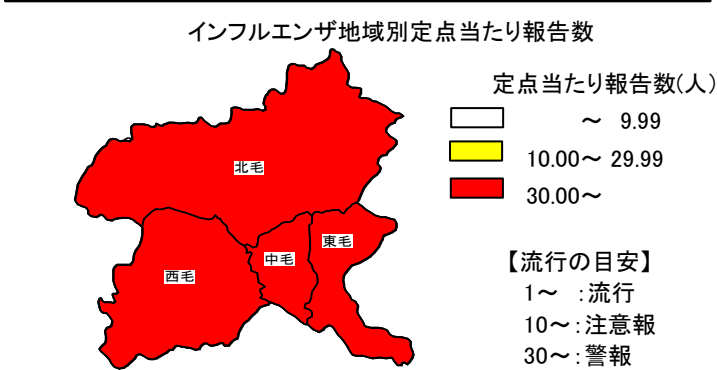 インフルエンザ地域別定点当たり報告数
定点当たり報告数(人)
～ 9.99
10.00～ 29.99
30.00～
北毛
東毛
中毛
西毛
【流行の目安】
1～ :流行
10～:注意報
30～:警報